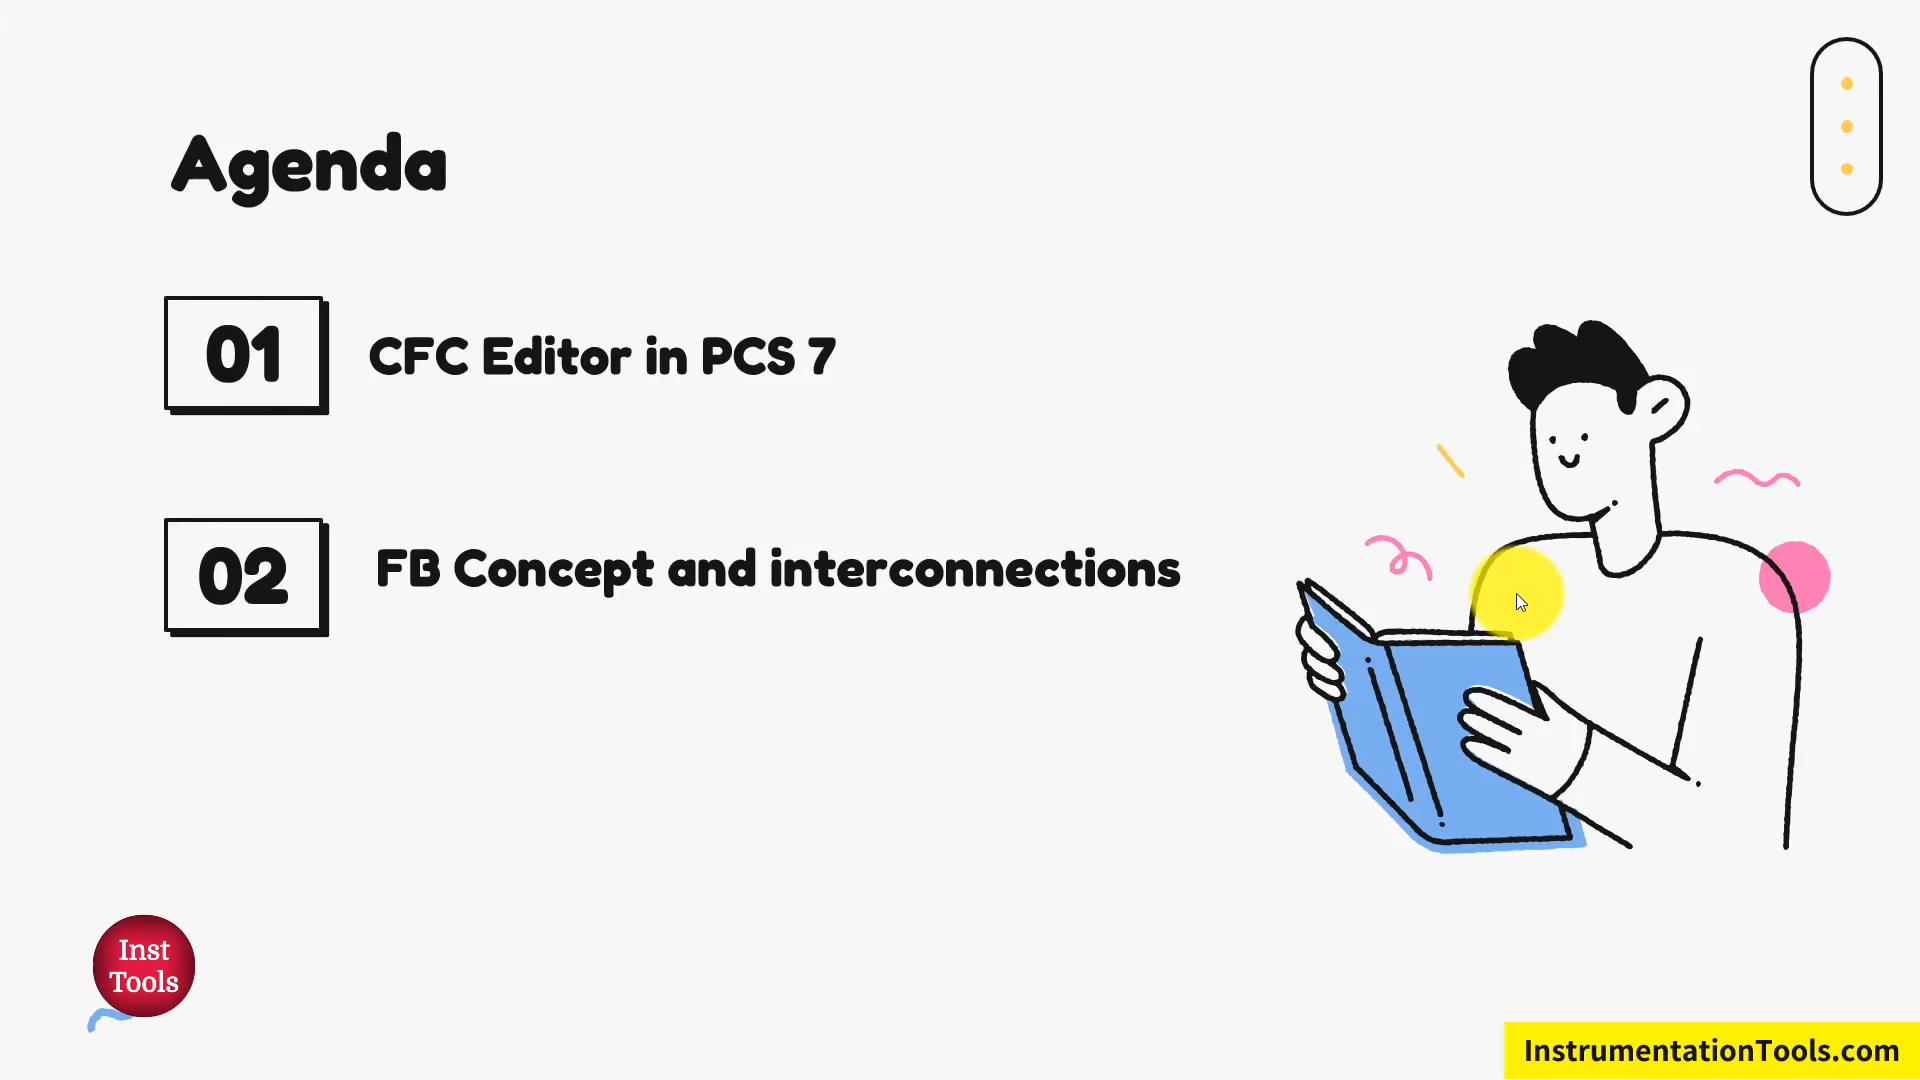 Agenda
01
CFC Editor in PCS 7
02
FB Concept and interconnections
Inst
Tools
InstrumentationTools.com